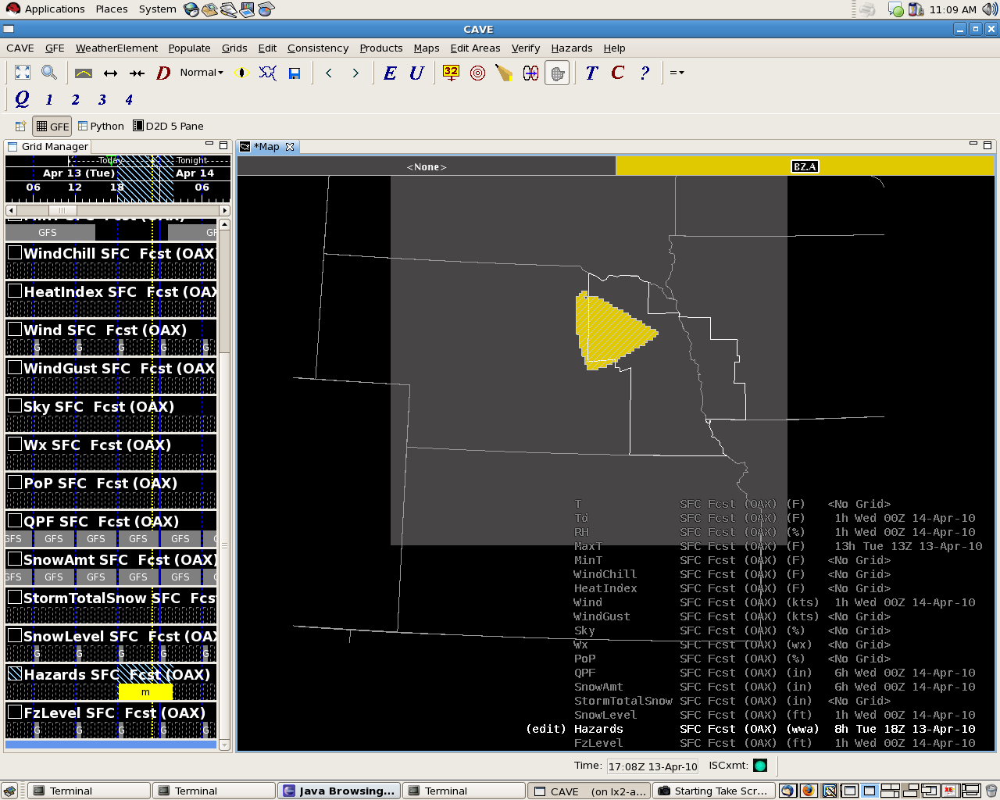 Applications Places System 11:09 AM
CAVE
CAVE GFE WeatherElement Populate Grids Edit Consistency Products Maps Edit Areas Verify Hazards Help
D Normal < > E U 32 T C ? =
Q 1 2 3 4
GFE Python D2D 5 Pane
Grid Manager
*Map
Today Tonight
Apr 13 (Tue) Apr 14
06 12 18 06
<None> BZ.A
GFS
WindChill SFC Fcst (OAX)
HeatIndex SFC Fcst (OAX
Wind SFC Fcst (OAX)
G G G G G
WindGust SFC Fcst (OAX
Sky SFC Fcst (OAX)
Wx SFC Fcst (OAX)
PoP SFC Fcst (OAX)
QPF SFC Fcst (OAX)
GFS GFS GFS GFS GFS
SnowAmt SFC Fcst (OAX)
GFS GFS GFS GFS GFS
StormTotalSnow SFC Fcst
SnowLevel SFC Fcst (OAX)
G G G G G
Hazards SFC Fcst (OAX)
m
FzLevel SFC Fcst (OAX)
G G G G G
T SFC Fcst (OAX) (F) <No Grid>
Td SFC Fcst (OAX) (F) 1h Wed 00Z 14-Apr-10
RH SFC Fcst (OAX) (%) 1h Wed 00Z 14-Apr-10
MaxT SFC Fcst (OAX) (F) 13h Tue 13Z 13-Apr-10
MinT SFC Fcst (OAX) (F) <No Grid>
WindChill SFC Fcst (OAX) (F) <No Grid>
HeatIndex SFC Fcst (OAX) (F) <No Grid>
Wind SFC Fcst (OAX) (kts) 1h Wed 00Z 14-Apr-10
WindGust SFC Fcst (OAX) (kts) <No Grid>
Sky SFC Fcst (OAX) (%) <No Grid>
Wx SFC Fcst (OAX) (wx) <No Grid>
PoP SFC Fcst (OAX) (%) <No Grid>
QPF SFC Fcst (OAX) (in) 6h Wed 00Z 14-Apr-10
SnowAmt SFC Fcst (OAX) (in) 6h Wed 00Z 14-Apr-10
StormTotalSnow SFC Fcst (OAX) (in) <No Grid>
SnowLevel SFC Fcst (OAX) (ft) 1h Wed 00Z 14-Apr-10
(edit) Hazards SFC Fcst (OAX) (wwa) 8h Tue 18Z 13-Apr-10
FzLevel SFC Fcst (OAX) (ft) 1h Wed 00Z 14-Apr-10
Time: 17:08Z 13-Apr-10 ISCxmt:
Terminal Terminal Java Browsing... Terminal CAVE (on lx2-a... Starting Take Scr...